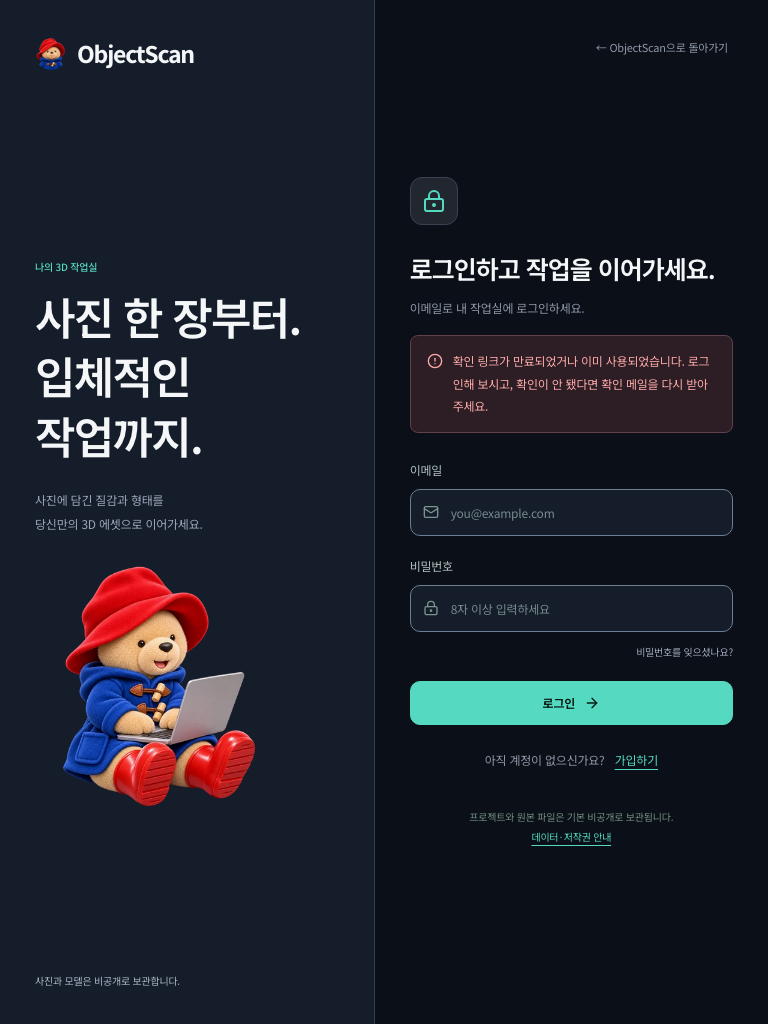 ObjectScan
← ObjectScan으로 돌아가기
나의 3D 작업실
사진 한 장부터.
입체적인
작업까지.
사진에 담긴 질감과 형태를
당신만의 3D 에셋으로 이어가세요.
사진과 모델은 비공개로 보관합니다.
로그인하고 작업을 이어가세요.
이메일로 내 작업실에 로그인하세요.
확인 링크가 만료되었거나 이미 사용되었습니다. 로그
인해 보시고, 확인이 안 됐다면 확인 메일을 다시 받아
주세요.
이메일
you@example.com
비밀번호
8자 이상 입력하세요
비밀번호를 잊으셨나요?
로그인 →
아직 계정이 없으신가요? 가입하기
프로젝트와 원본 파일은 기본 비공개로 보관됩니다.
데이터·저작권 안내